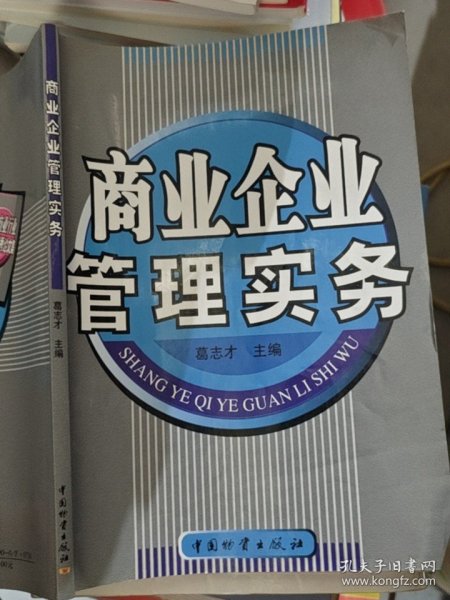 商业企业
管理实务
葛志才 主编
SHANG YE QI YE GUAN LI SHI WU
中国物资出版社
商业企业管理实务
葛志才 主编
中国物资出版社
孔夫子旧书网
www.kongfz.com